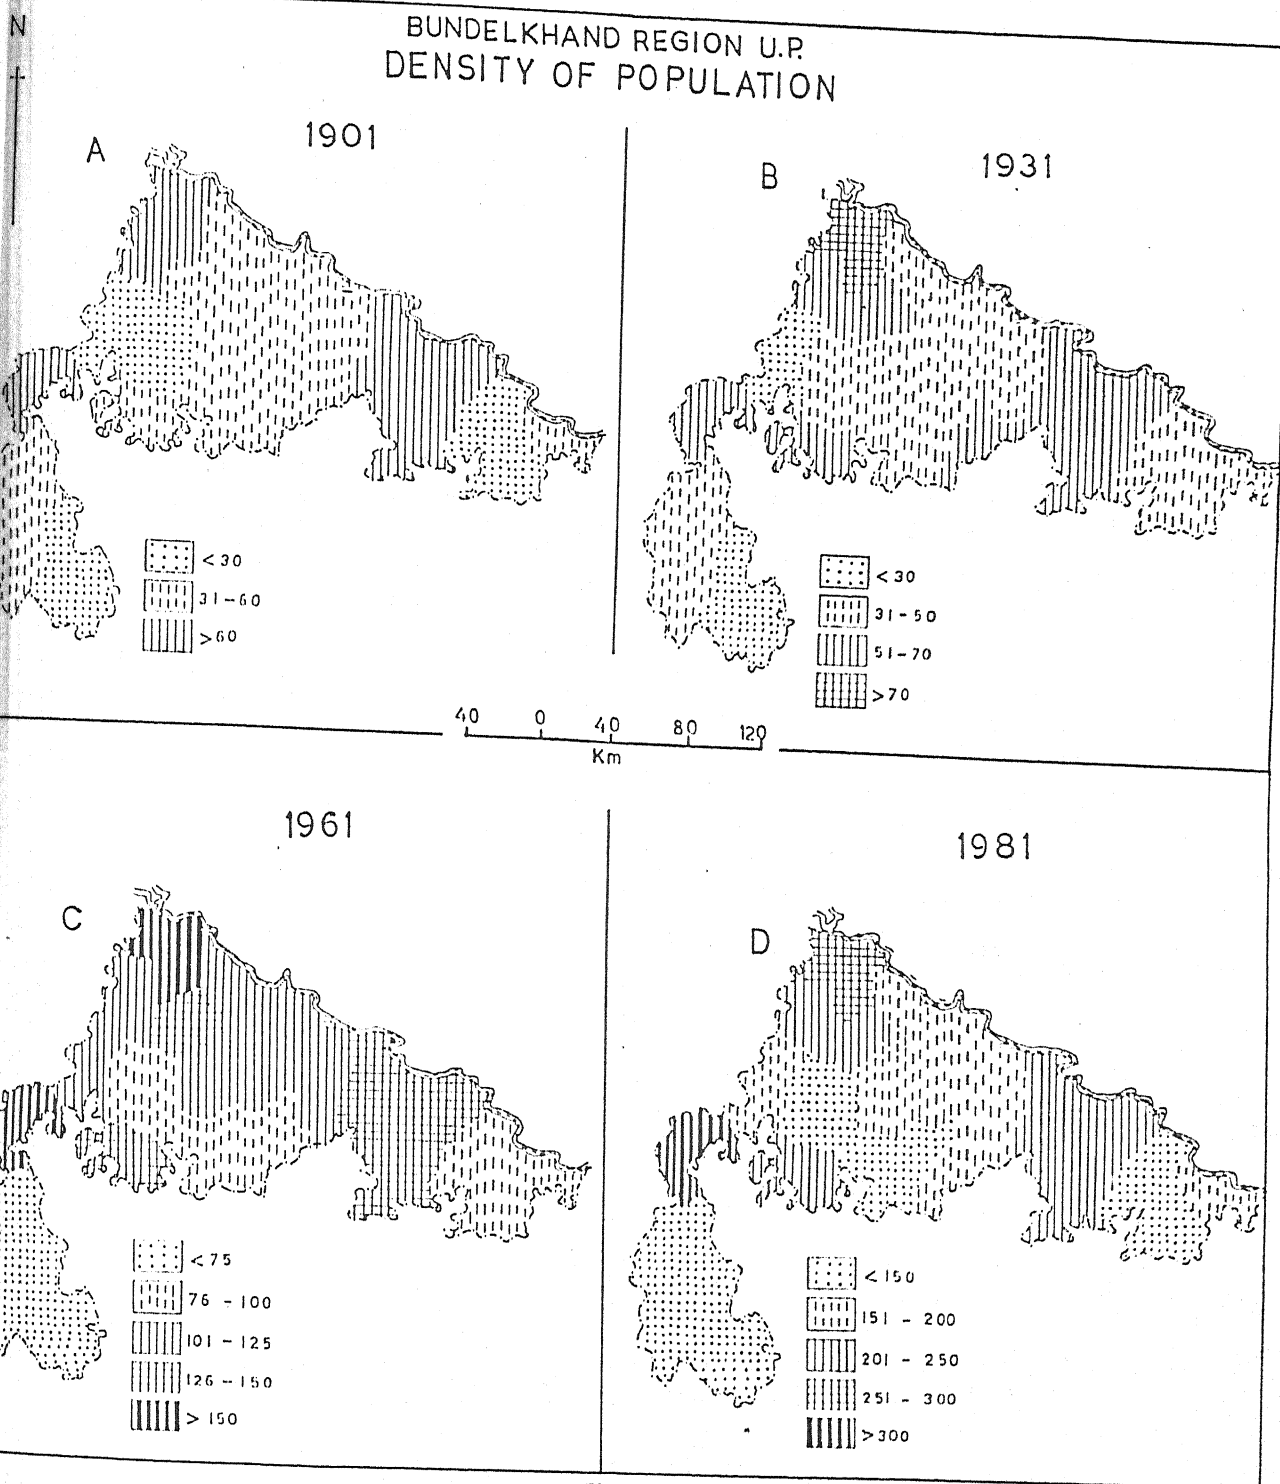 N
BUNDELKHAND REGION U.P.
DENSITY OF POPULATION
A
1901
<30
31-60
>60
B
1931
<30
31-50
51-70
>70
40 0 40 80 120
Km
C
1961
<75
76 - 100
101 - 125
126 - 150
> 150
D
1981
<150
151 - 200
201 - 250
251 - 300
>300